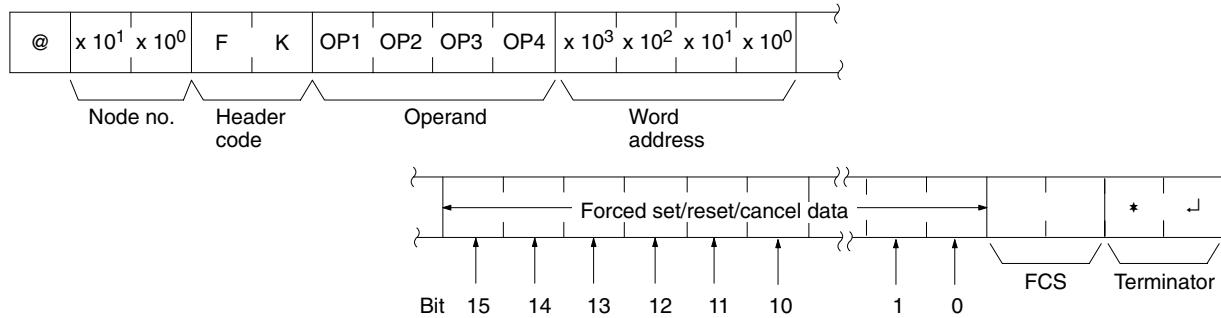 @ x 10¹ x 10⁰ F K OP1 OP2 OP3 OP4 x 10³ x 10² x 10¹ x 10⁰
Node no. Header code Operand Word address
Forced set/reset/cancel data * ↵
Bit 15 14 13 12 11 10 1 0 FCS Terminator